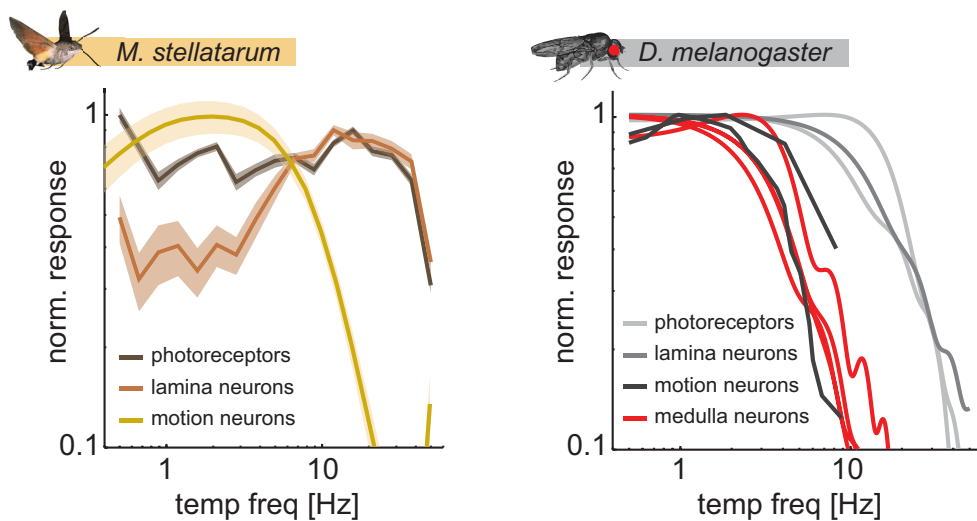 M. stellatarum
1
0.1
norm. response
1
10
temp freq [Hz]
photoreceptors
lamina neurons
motion neurons
D. melanogaster
1
0.1
norm. response
1
10
temp freq [Hz]
photoreceptors
lamina neurons
motion neurons
medulla neurons